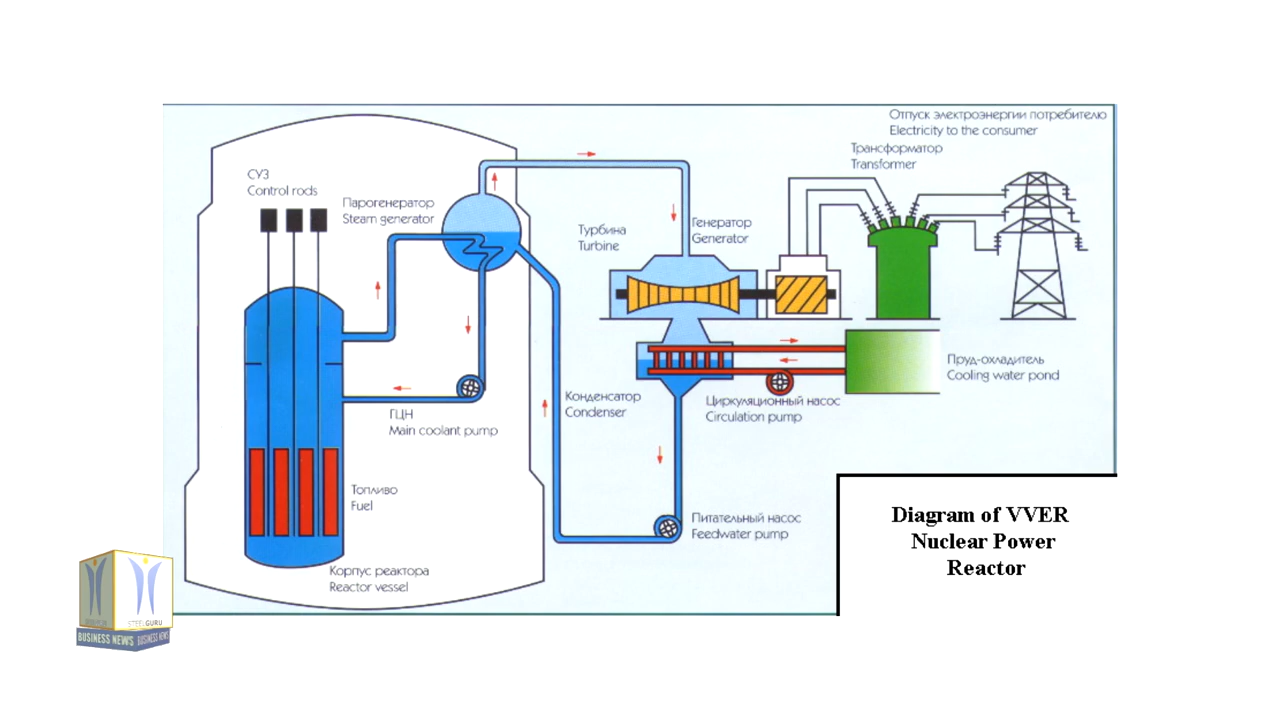 Отпуск электроэнергии потребителю
Electricity to the consumer
Трансформатор
Transformer
СУЗ
Control rods
Парогенератор
Steam generator
Турбина
Turbine
Генератор
Generator
Пруд-охладитель
Cooling water pond
Конденсатор
Condenser
Циркуляционный насос
Circulation pump
ГЦН
Main coolant pump
Топливо
Fuel
Питательный насос
Feedwater pump
Корпус реактора
Reactor vessel
Diagram of VVER
Nuclear Power
Reactor
STEELGURU
BUSINESS NEWS
BUSINESS NEWS